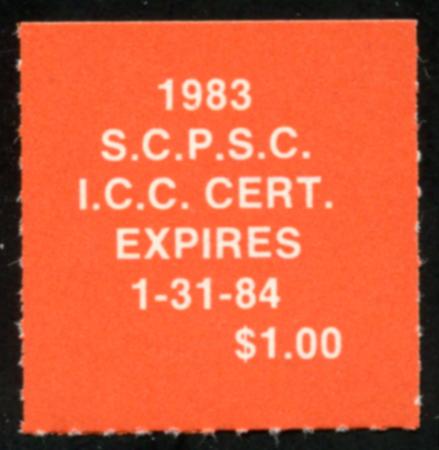 1983
S.C.P.S.C.
I.C.C. CERT.
EXPIRES
1-31-84
$1.00